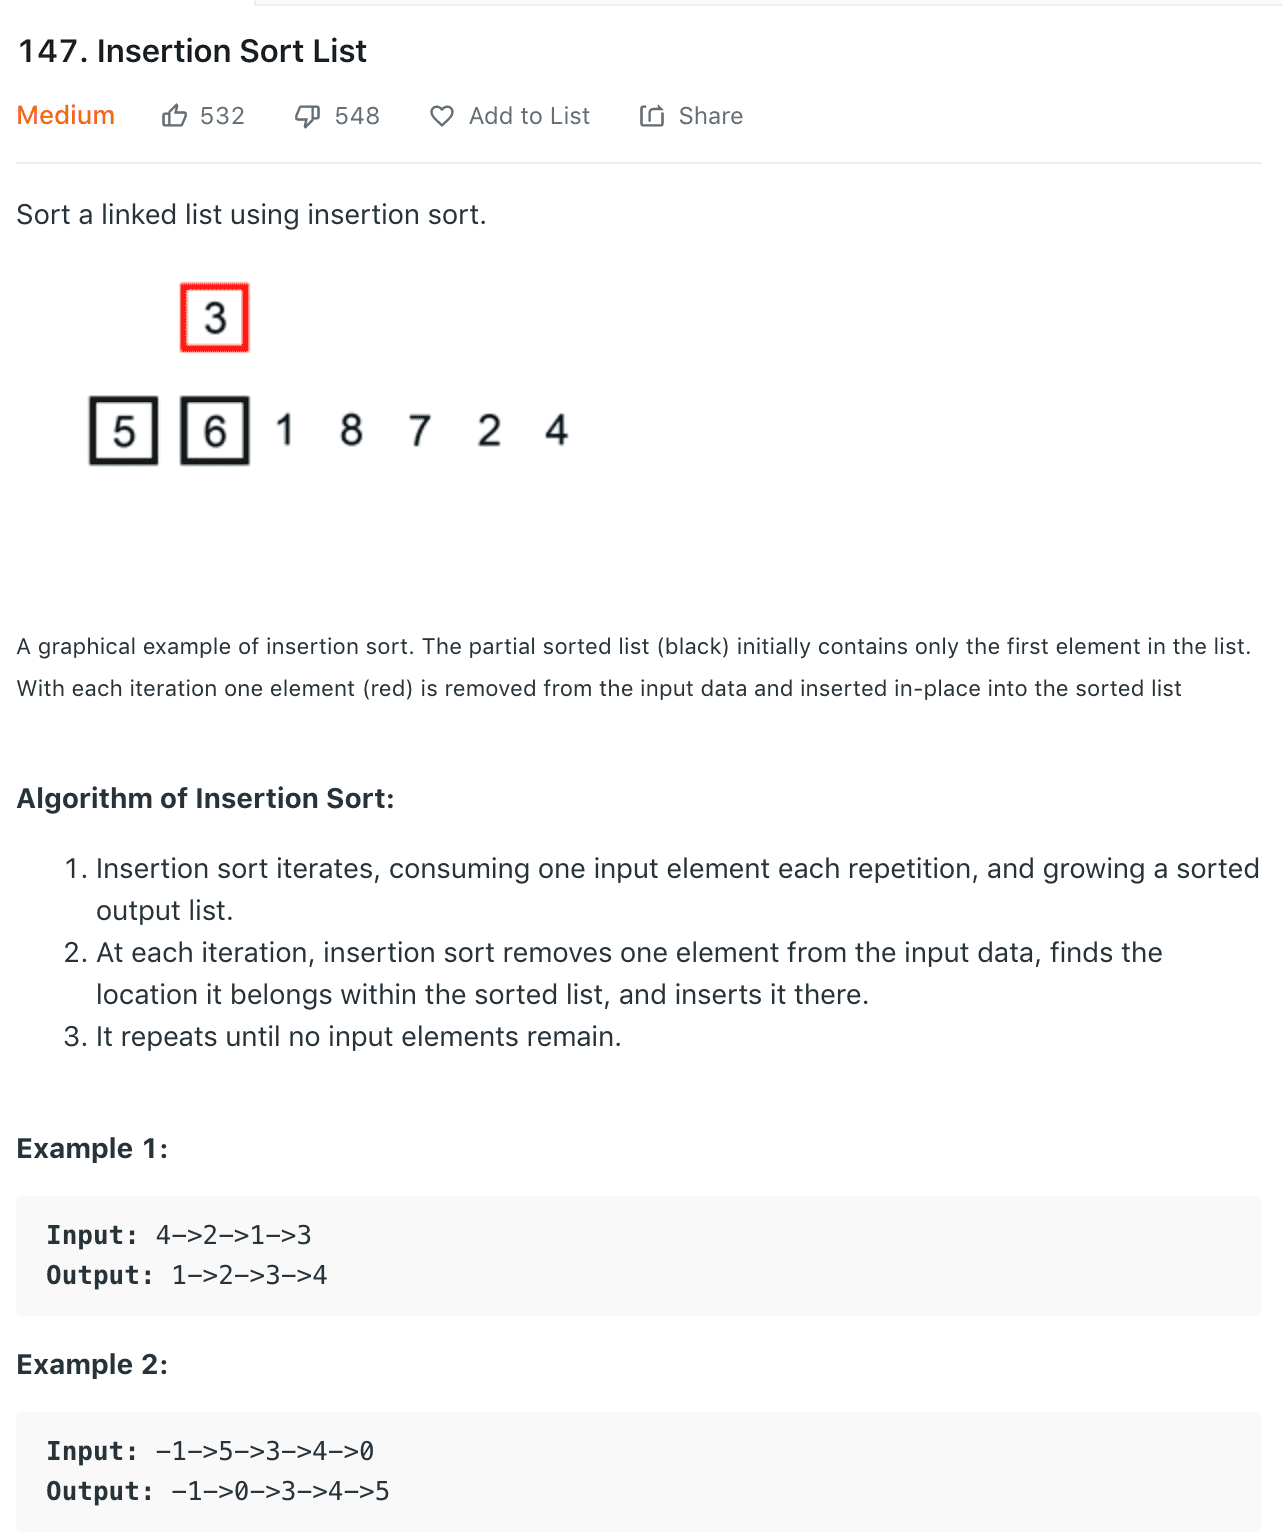 147. Insertion Sort List
Medium 532 548 Add to List Share
Sort a linked list using insertion sort.
3
5 6 1 8 7 2 4
A graphical example of insertion sort. The partial sorted list (black) initially contains only the first element in the list.
With each iteration one element (red) is removed from the input data and inserted in-place into the sorted list
Algorithm of Insertion Sort:
1. Insertion sort iterates, consuming one input element each repetition, and growing a sorted
output list.
2. At each iteration, insertion sort removes one element from the input data, finds the
location it belongs within the sorted list, and inserts it there.
3. It repeats until no input elements remain.
Example 1:
Input: 4->2->1->3
Output: 1->2->3->4
Example 2:
Input: -1->5->3->4->0
Output: -1->0->3->4->5